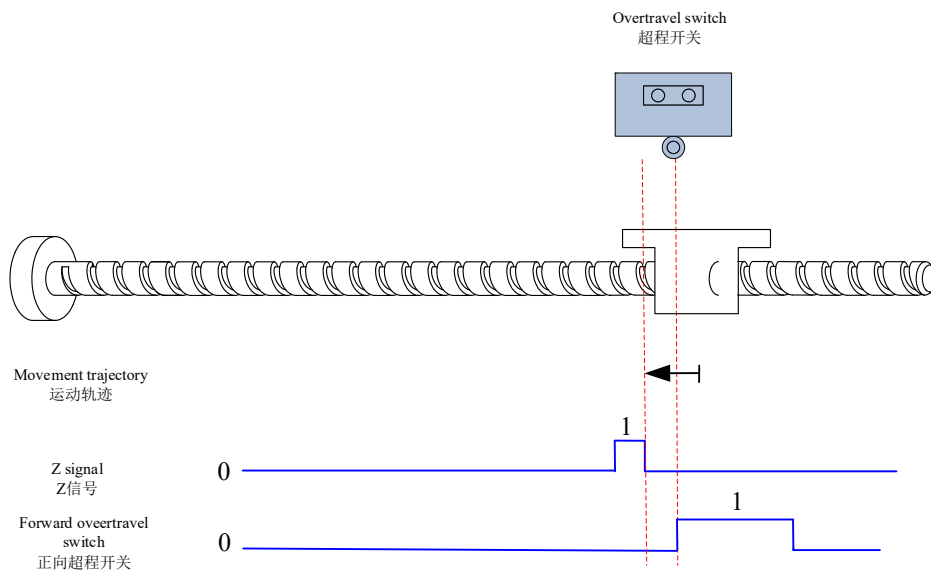 Overtravel switch
超程开关
Movement trajectory
运动轨迹
1
Z signal
Z信号
0
1
Forward oveertravel
switch
正向超程开关
0